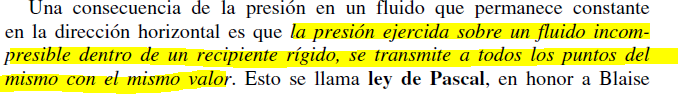 Una consecuencia de la presión en un fluido que permanece constante
en la dirección horizontal es que la presión ejercida sobre un fluido incom-
presible dentro de un recipiente rígido, se transmite a todos los puntos del
mismo con el mismo valor. Esto se llama ley de Pascal, en honor a Blaise